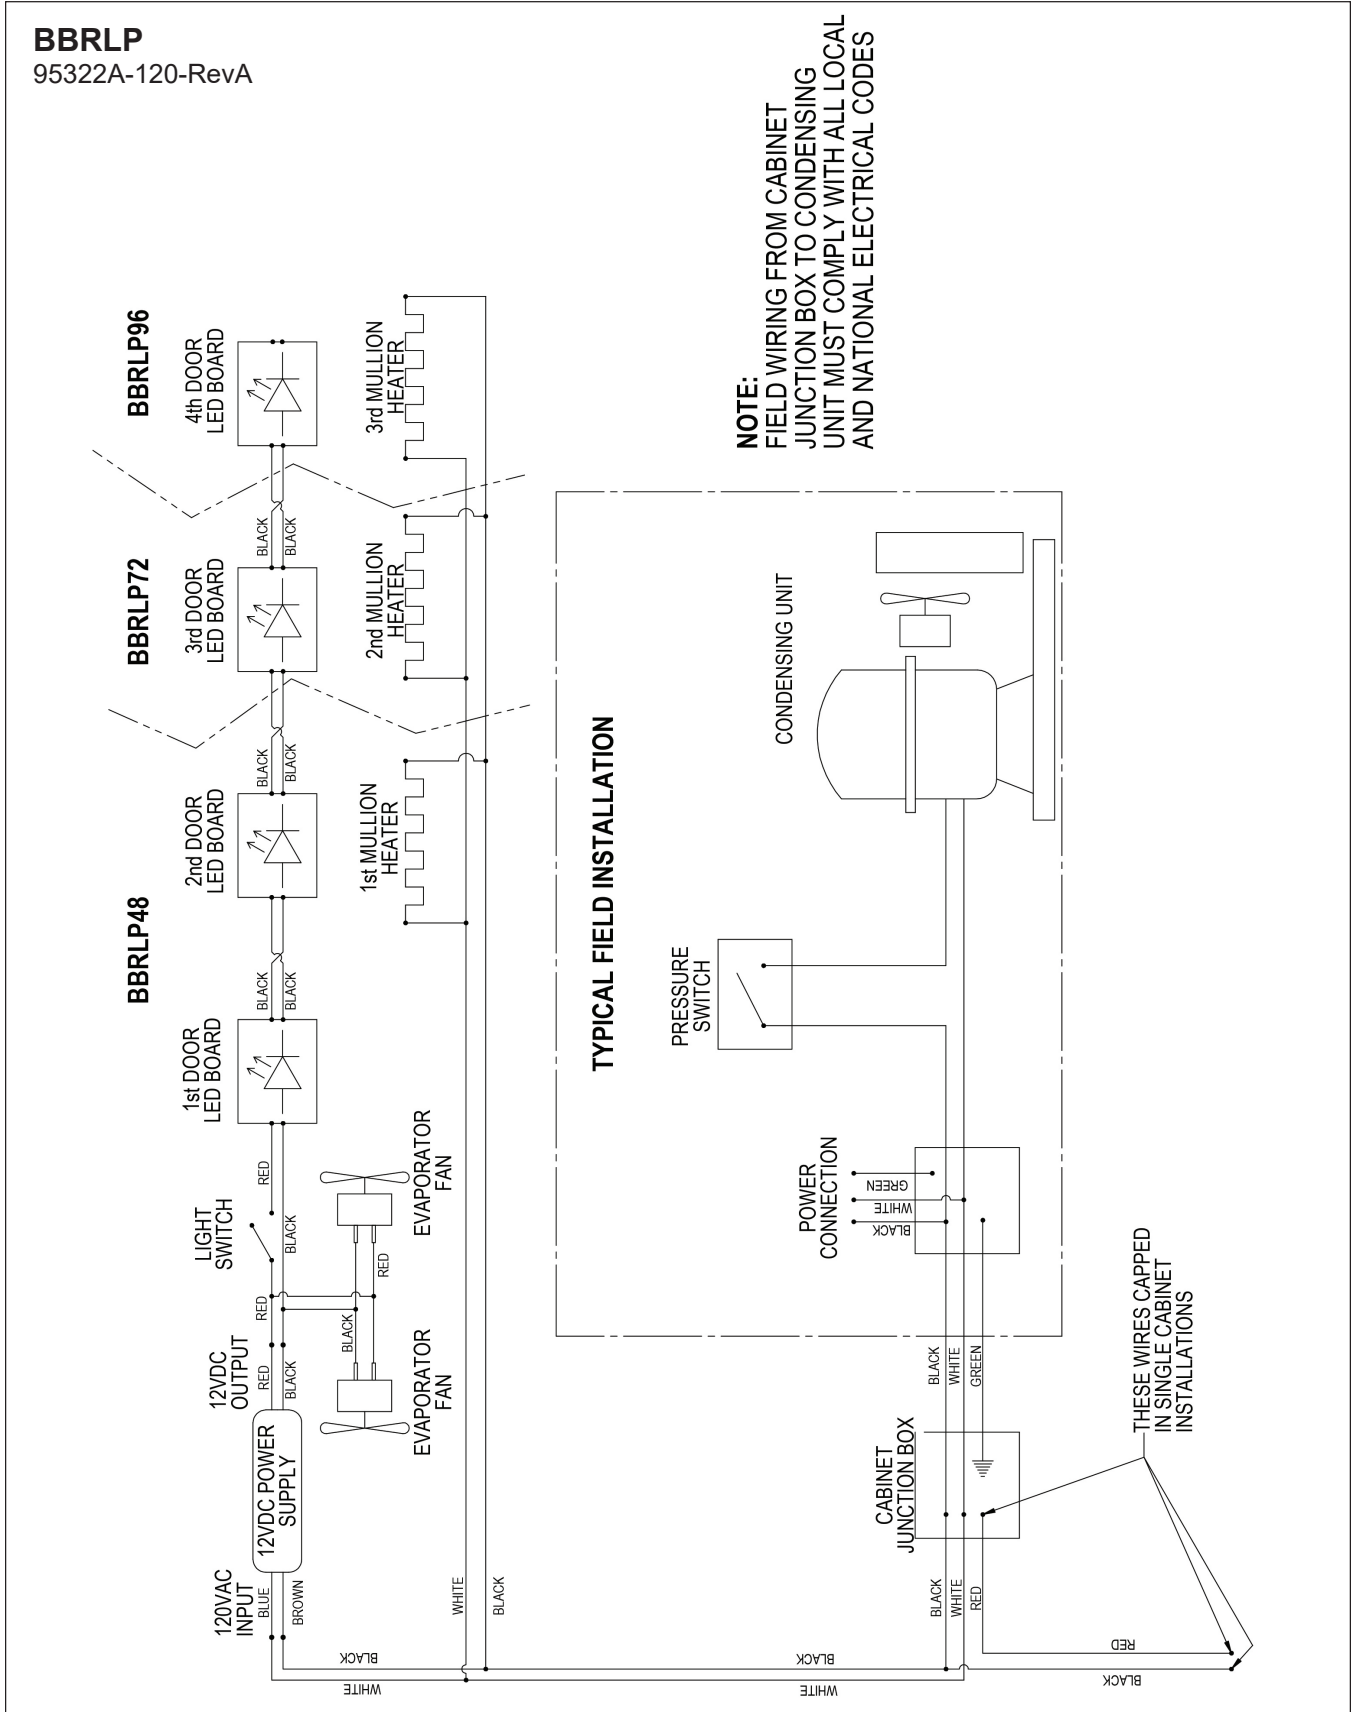 BBRLP
95322A-120-RevA
BBRLP96
4th DOOR
LED BOARD
3rd MULLION
HEATER
NOTE:
FIELD WIRING FROM CABINET
JUNCTION BOX TO CONDENSING
UNIT MUST COMPLY WITH ALL LOCAL
AND NATIONAL ELECTRICAL CODES
BLACK
BLACK
BBRLP72
3rd DOOR
LED BOARD
2nd MULLION
HEATER
BLACK
BLACK
BBRLP48
2nd DOOR
LED BOARD
1st MULLION
HEATER
BLACK
BLACK
1st DOOR
LED BOARD
RED
LIGHT
SWITCH
BLACK
EVAPORATOR
FAN
RED
RED
BLACK
12VDC
OUTPUT
RED
BLACK
EVAPORATOR
FAN
12VDC POWER
SUPPLY
120VAC
INPUT
BLUE
BROWN
WHITE
BLACK
BLACK
WHITE
TYPICAL FIELD INSTALLATION
CONDENSING UNIT
PRESSURE
SWITCH
POWER
CONNECTION
GREEN
WHITE
BLACK
BLACK
WHITE
GREEN
CABINET
JUNCTION BOX
BLACK
WHITE
RED
BLACK
WHITE
RED
BLACK
THESE WIRES CAPPED
IN SINGLE CABINET
INSTALLATIONS